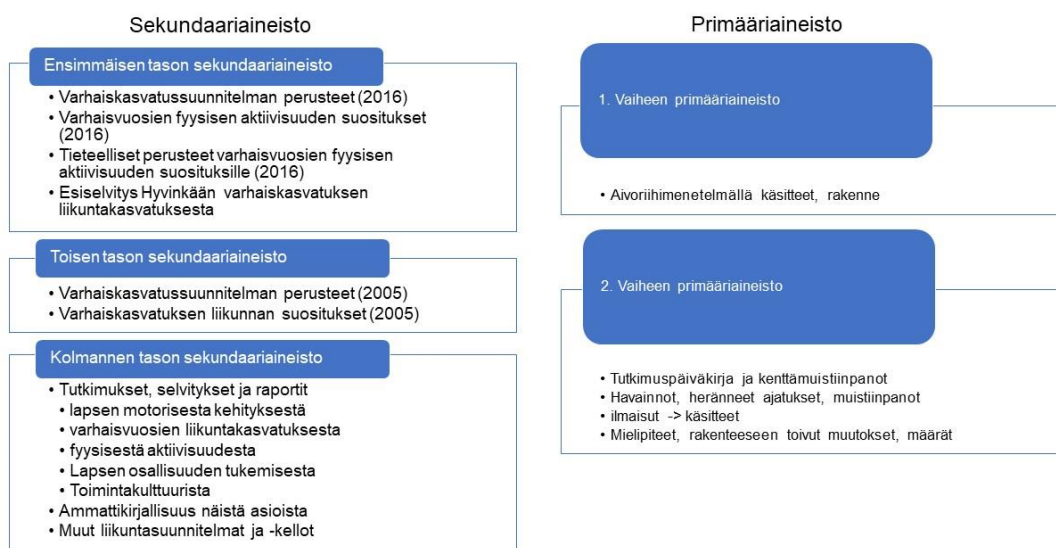 Sekundaariaineisto
Ensimmäisen tason sekundaariaineisto
• Varhaiskasvatussuunnitelman perusteet (2016)
• Varhaisvuosien fyysisen aktiivisuuden suositukset
(2016)
• Tieteelliset perusteet varhaisvuosien fyysisen
aktiivisuuden suosituksille (2016)
• Esiselvitys Hyvinkään varhaiskasvatuksen
liikuntakasvatuksesta
Toisen tason sekundaariaineisto
• Varhaiskasvatussuunnitelman perusteet (2005)
• Varhaiskasvatuksen liikunnan suositukset (2005)
Kolmannen tason sekundaariaineisto
• Tutkimukset, selvitykset ja raportit
• lapsen motorisesta kehityksestä
• varhaisvuosien liikuntakasvatuksesta
• fyysisestä aktiivisuudesta
• Lapsen osallisuuden tukemisesta
• Toimintakulttuurista
• Ammattikirjallisuus näistä asioista
• Muut liikuntasuunnitelmat ja -kellot
Primääriaineisto
1. Vaiheen primääriaineisto
• Aivoriihimenetelmällä käsitteet, rakenne
2. Vaiheen primääriaineisto
• Tutkimuspäiväkirja ja kenttämuistiinpanot
• Havainnot, heränneet ajatukset, muistiinpanot
• ilmaisut -> käsitteet
• Mielipiteet, rakenteeseen toivut muutokset, määrät